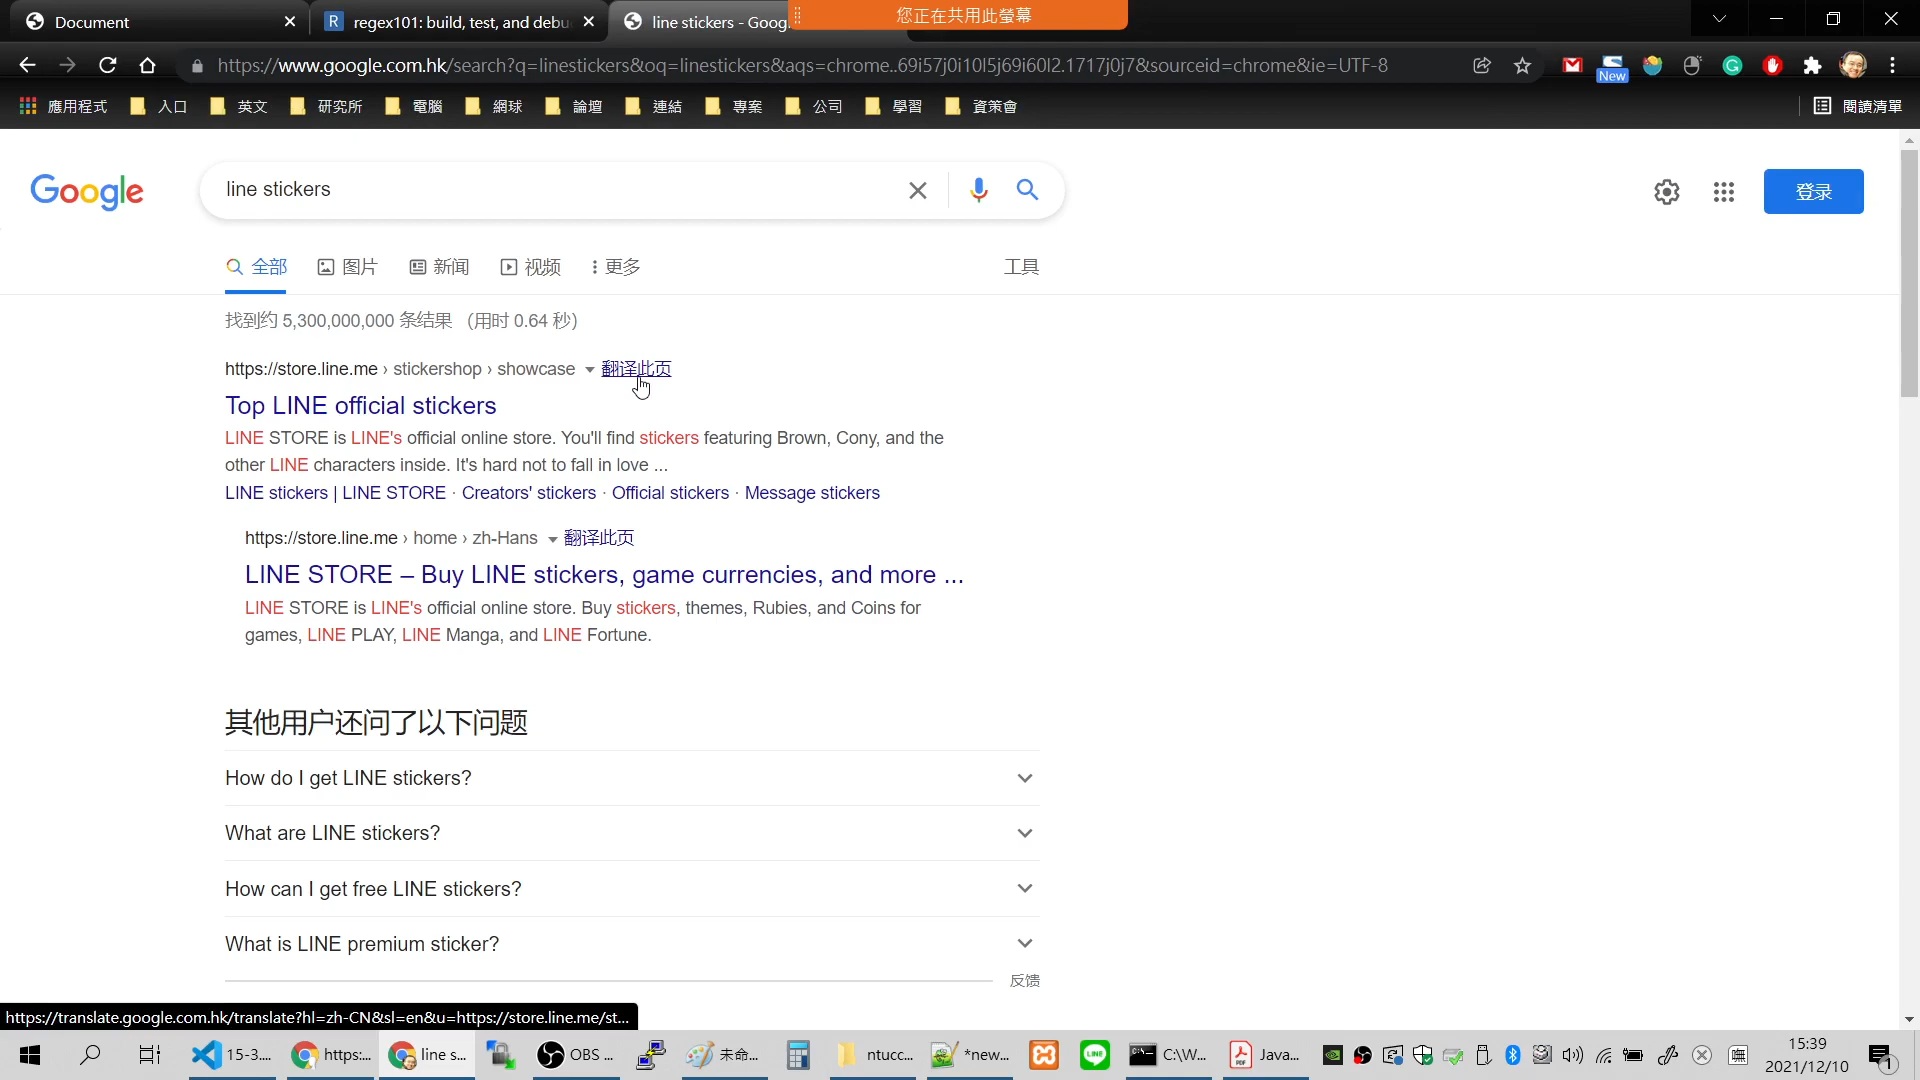 Document
regex101: build, test, and debu
line stickers - Goog
您正在共用此螢幕
https://www.google.com.hk/search?q=linestickers&oq=linestickers&aqs=chrome..69i57j0i10l5j69i60l2.1717j0j7&sourceid=chrome&ie=UTF-8
New
應用程式 入口 英文 研究所 電腦 網球 論壇 連結 專案 公司 學習 資策會 閱讀清單
Google
line stickers
登录
全部 图片 新闻 视频 更多 工具
找到约 5,300,000,000 条结果 （用时 0.64 秒）
https://store.line.me › stickershop › showcase 翻译此页
Top LINE official stickers
LINE STORE is LINE's official online store. You'll find stickers featuring Brown, Cony, and the
other LINE characters inside. It's hard not to fall in love ...
LINE stickers | LINE STORE · Creators' stickers · Official stickers · Message stickers
https://store.line.me › home › zh-Hans 翻译此页
LINE STORE – Buy LINE stickers, game currencies, and more ...
LINE STORE is LINE's official online store. Buy stickers, themes, Rubies, and Coins for
games, LINE PLAY, LINE Manga, and LINE Fortune.
其他用户还问了以下问题
How do I get LINE stickers?
What are LINE stickers?
How can I get free LINE stickers?
What is LINE premium sticker?
反馈
https://translate.google.com.hk/translate?hl=zh-CN&sl=en&u=https://store.line.me/st...
15-3.... https:... line s... OBS ... 未命... ntucc... *new... LINE C:\W... Java... 15:39
2021/12/10
1